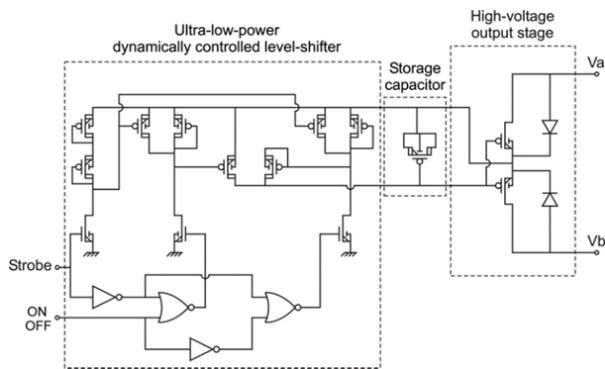 Ultra-low-power
dynamically controlled level-shifter
High-voltage
output stage
Storage
capacitor
Va
Vb
Strobe
ON
OFF